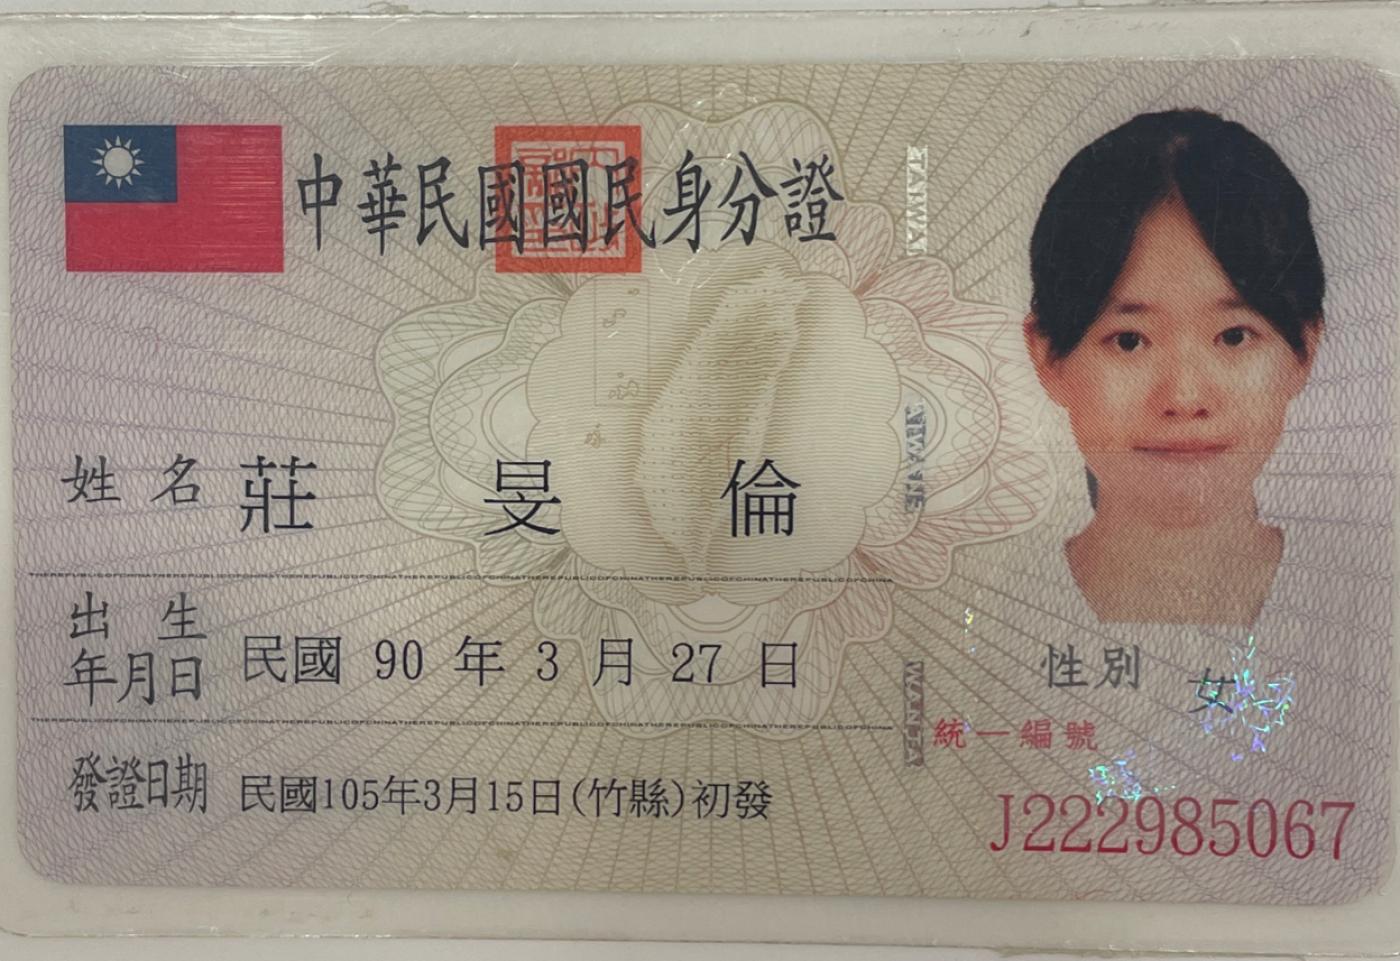 中華民國國民身分證
姓名 莊旻倫
出生年月日 民國 90 年 3 月 27 日
性別 女
發證日期 民國105年3月15日(竹縣)初發
統一編號
J222985067
TAIWAN